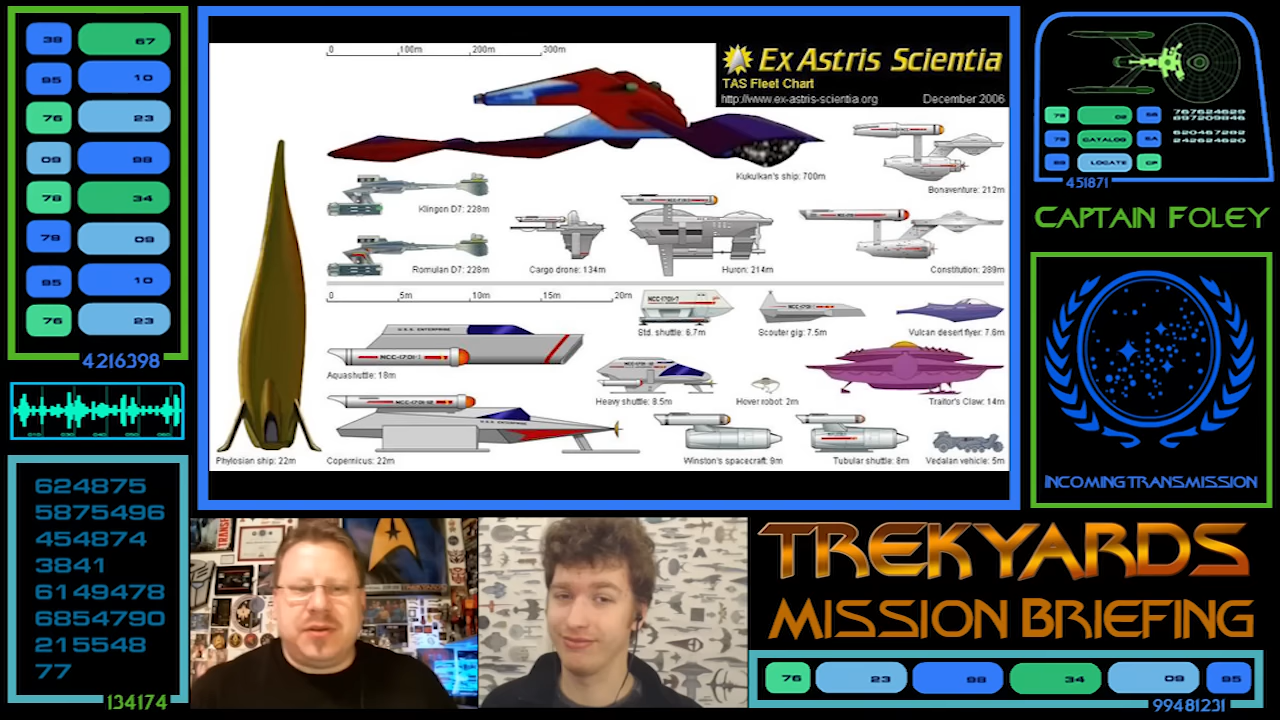 38 67
95 10
76 23
09 98
78 34
78 09
95 10
76 23
4216398
624875
5875496
454874
3841
6149478
6854790
215548
77
134174
0 100m 200m 300m
Ex Astris Scientia
TAS Fleet Chart
http://www.ex-astris-scientia.org December 2006
Kukulkan's ship: 700m
Bonaventure: 212m
Klingon D7: 228m
Romulan D7: 228m
Cargo drone: 134m
Huron: 214m
Constitution: 289m
0 5m 10m 15m 20m
NCC-1701/7
Std. shuttle: 6.7m
Scouter gig: 7.5m
Vulcan desert flyer: 7.6m
U.S.S. ENTERPRISE
Aquashuttle: 18m
Heavy shuttle: 8.5m
Hover robot: 2m
Traitor's Claw: 14m
U.S.S. ENTERPRISE
Phylosian ship: 22m
Copernicus: 22m
Winston's spacecraft: 9m
Tubular shuttle: 8m
Vedalan vehicle: 5m
CATALOG
LOCATE
451871
CAPTAIN FOLEY
INCOMING TRANSMISSION
TREKYARDS
MISSION BRIEFING
76 23 98 34 09 95
99481231